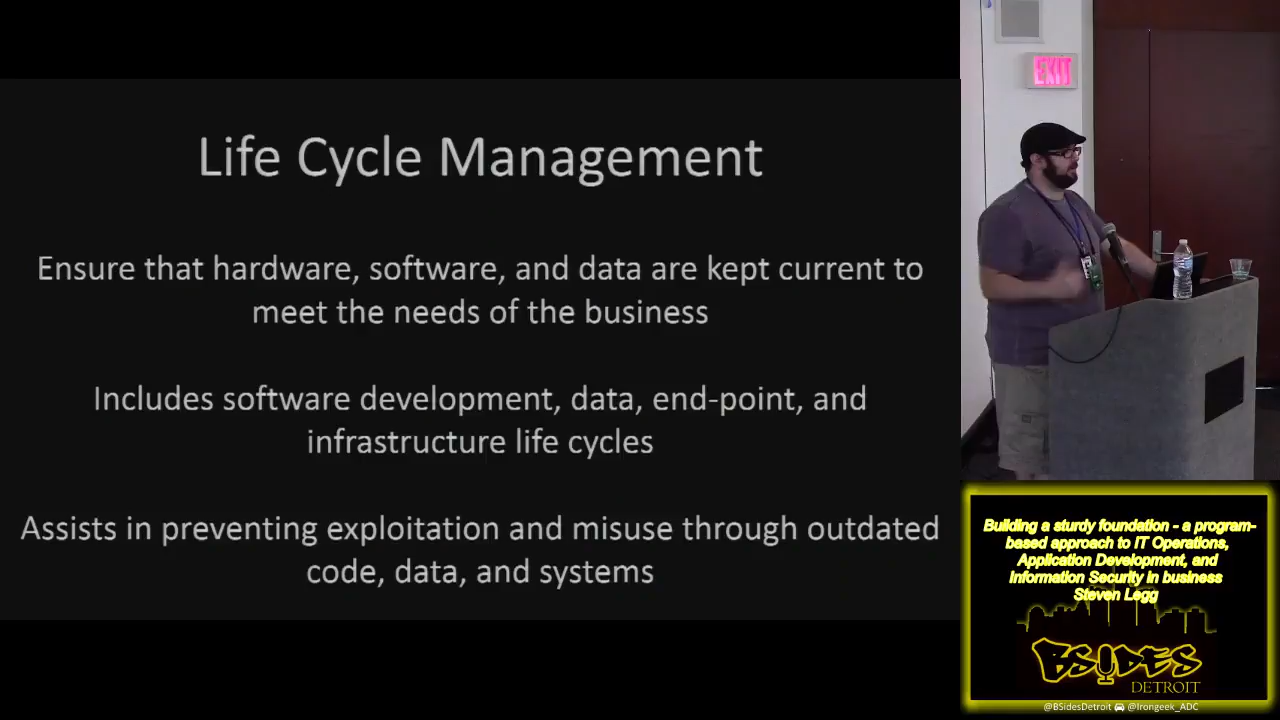 Life Cycle Management
Ensure that hardware, software, and data are kept current to
meet the needs of the business
Includes software development, data, end-point, and
infrastructure life cycles
Assists in preventing exploitation and misuse through outdated
code, data, and systems
EXIT
Building a sturdy foundation - a program-
based approach to IT Operations,
Application Development, and
Information Security in business
Steven Legg
BSIDES
DETROIT
@BSidesDetroit @Irongeek_ADC